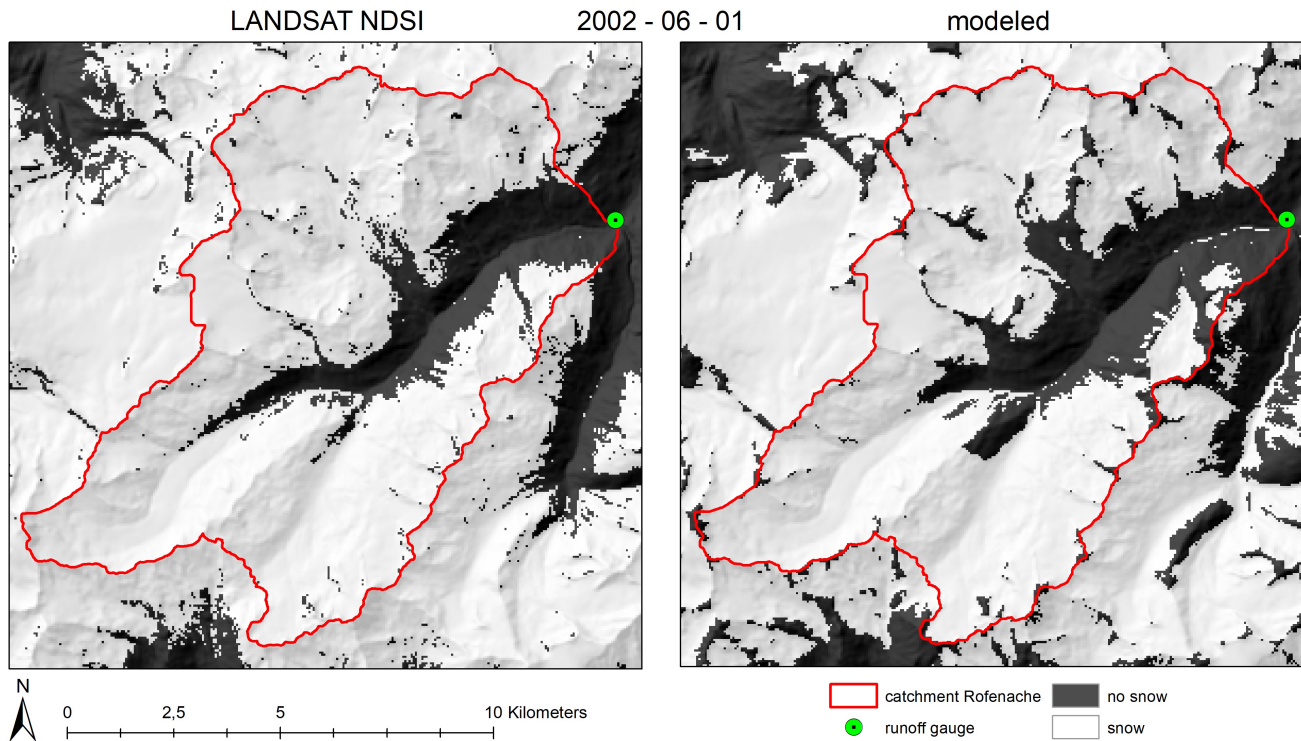 LANDSAT NDSI 2002 - 06 - 01 modeled
N
0 2,5 5 10 Kilometers
catchment Rofenache no snow
runoff gauge snow